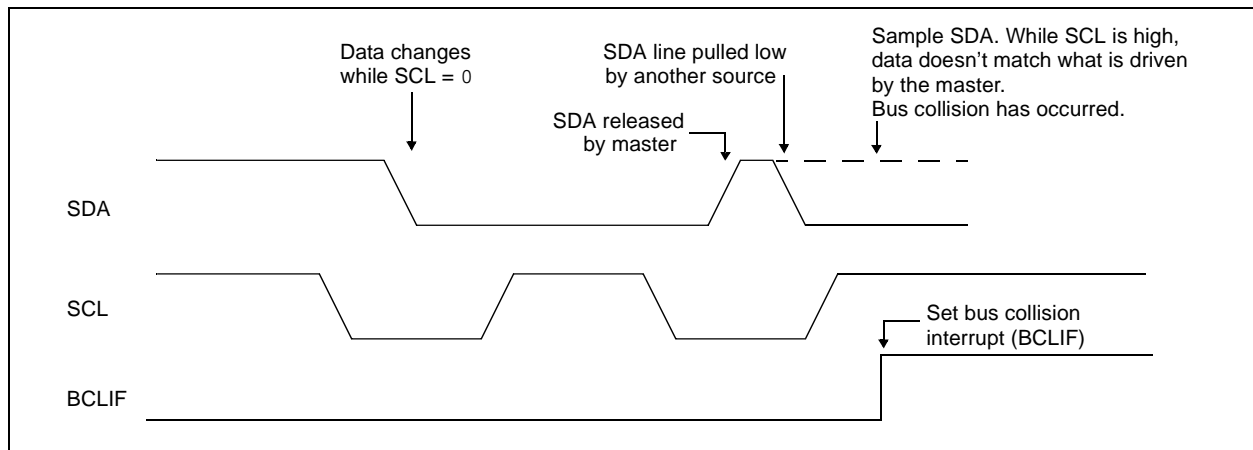 Data changes
while SCL = 0
SDA line pulled low
by another source
Sample SDA. While SCL is high,
data doesn't match what is driven
by the master.
Bus collision has occurred.
SDA released
by master
SDA
SCL
Set bus collision
interrupt (BCLIF)
BCLIF